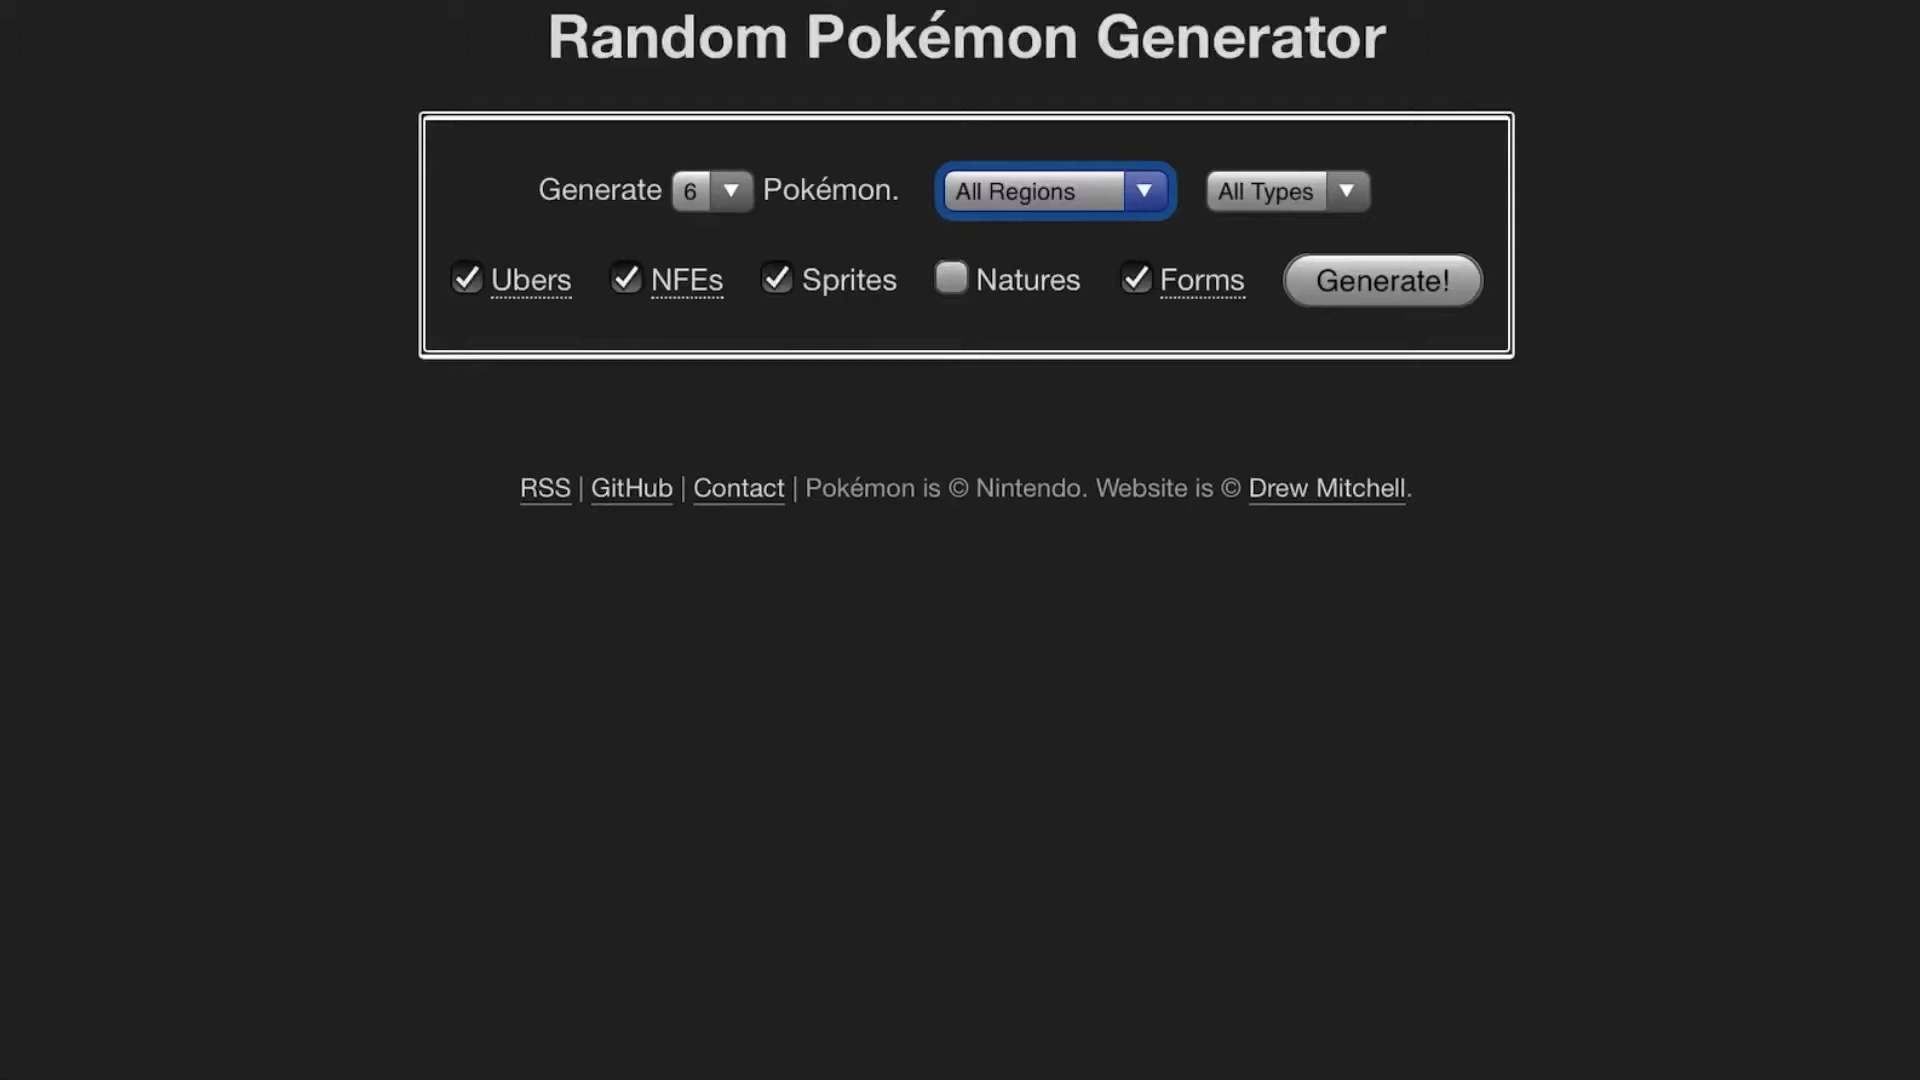 Random Pokémon Generator
Generate 6 Pokémon. All Regions All Types
Ubers NFEs Sprites Natures Forms Generate!
RSS | GitHub | Contact | Pokémon is © Nintendo. Website is © Drew Mitchell.